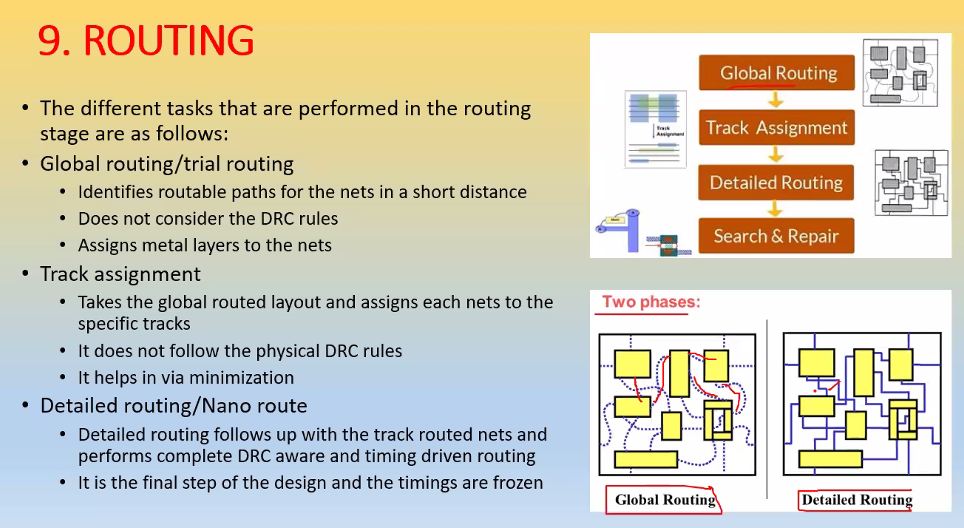 9. ROUTING
• The different tasks that are performed in the routing
stage are as follows:
• Global routing/trial routing
• Identifies routable paths for the nets in a short distance
• Does not consider the DRC rules
• Assigns metal layers to the nets
• Track assignment
• Takes the global routed layout and assigns each nets to the
specific tracks
• It does not follow the physical DRC rules
• It helps in via minimization
• Detailed routing/Nano route
• Detailed routing follows up with the track routed nets and
performs complete DRC aware and timing driven routing
• It is the final step of the design and the timings are frozen
Global Routing
Track Assignment
Detailed Routing
Search & Repair
Track
Assignment
Two phases:
Global Routing
Detailed Routing